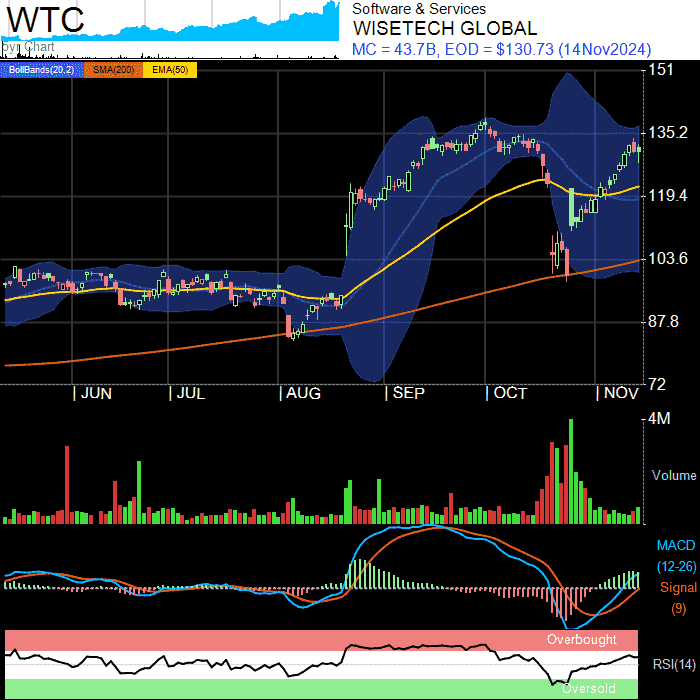 WTC
by | Chart
Software & Services
WISETECH GLOBAL
MC = 43.7B, EOD = $130.73 (14Nov2024)
BollBands(20,2) SMA(200) EMA(50)
151
135.2
119.4
103.6
87.8
72
JUN JUL AUG SEP OCT NOV
4M
Volume
MACD
(12-26)
Signal
(9)
Overbought
RSI(14)
Oversold